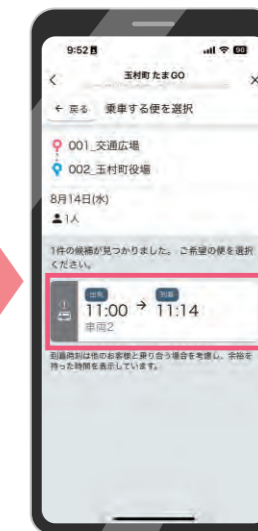 9:52
60
玉村町 たまGO
← 戻る 乗車する便を選択
001_交通広場
002_玉村町役場
8月14日(水)
1人
1件の候補が見つかりました。ご希望の便を選択
ください。
出発 到着
① 11:00 → 11:14
車両2
到着時刻は他のお客様と乗り合う場合を考慮し、余裕を
持った時間を表示しています。